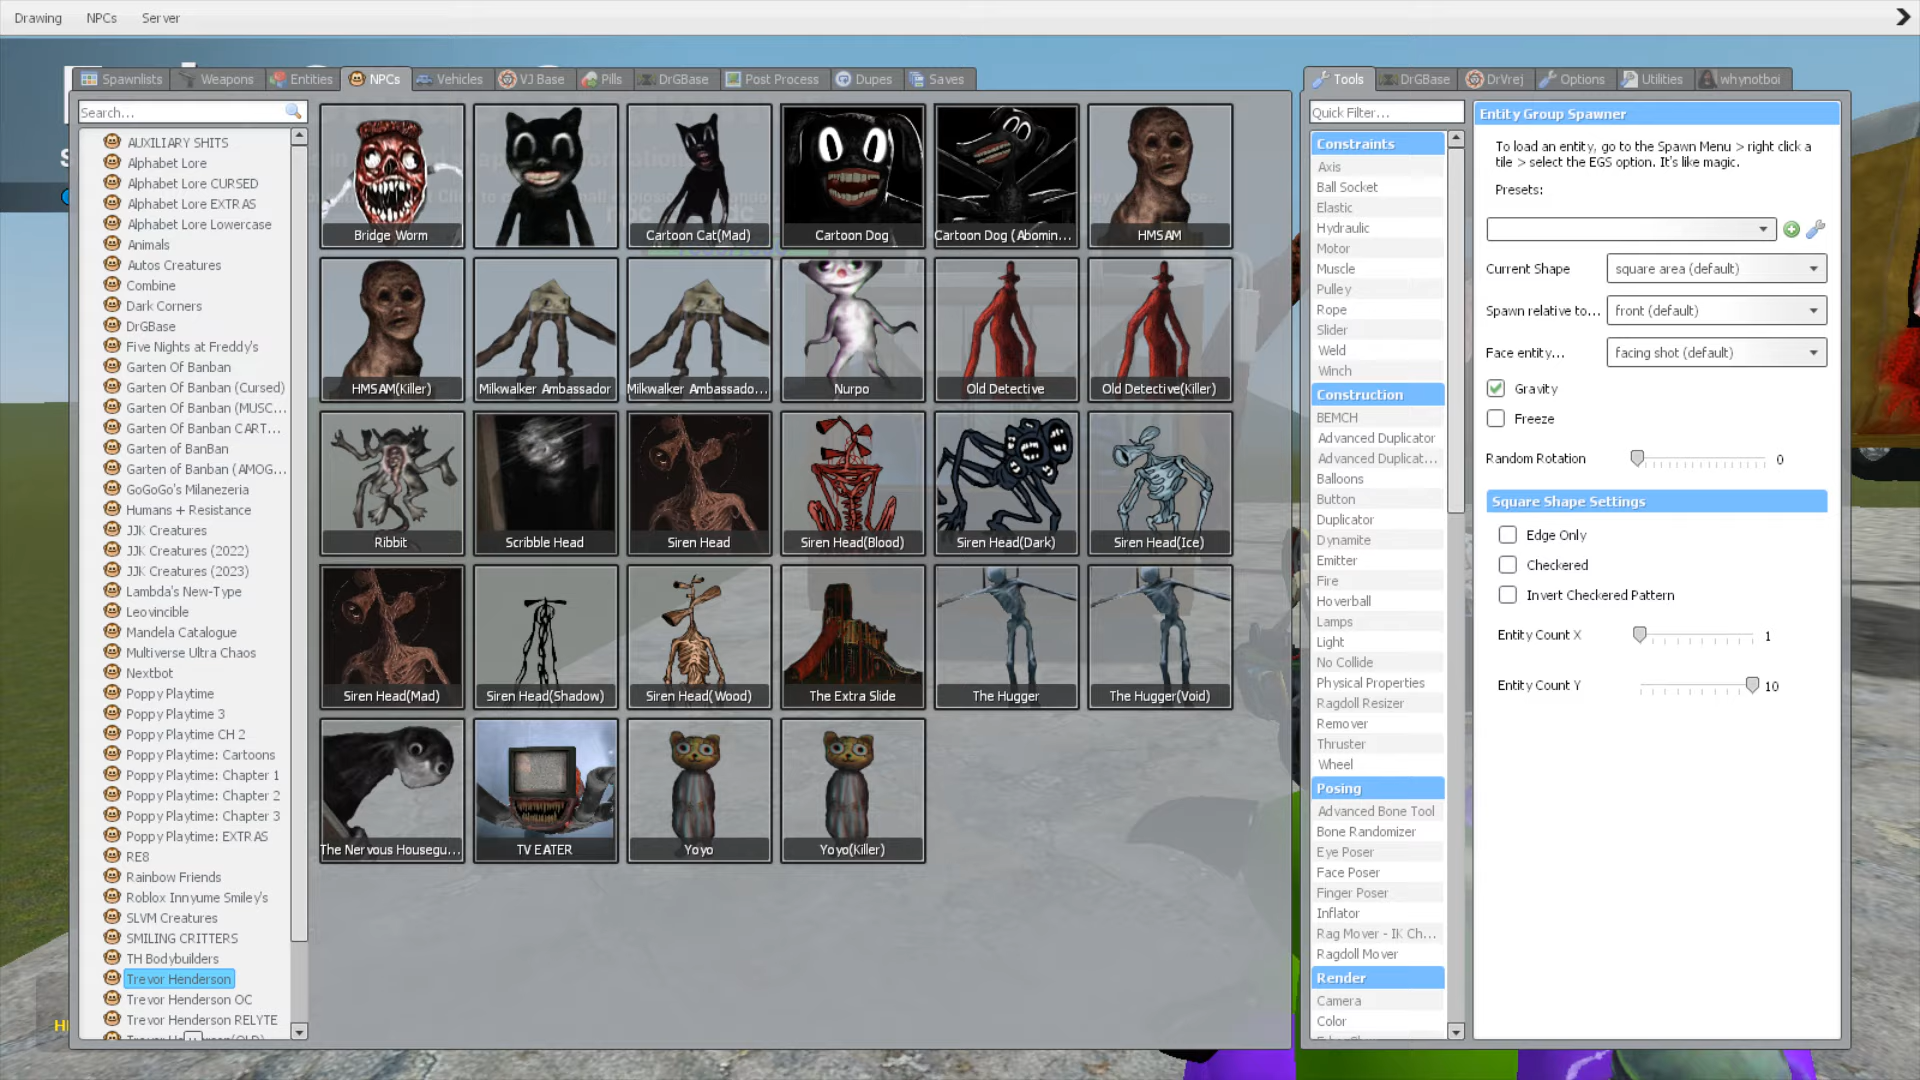 Drawing NPCs Server
Spawnlists Weapons Entities NPCs Vehicles VJ Base Pills DrGBase Post Process Dupes Saves
Search...
AUXILIARY SHITS
Alphabet Lore
Alphabet Lore CURSED
Alphabet Lore EXTRAS
Alphabet Lore Lowercase
Animals
Autos Creatures
Combine
Dark Corners
DrGBase
Five Nights at Freddy's
Garten Of Banban
Garten Of Banban (Cursed)
Garten Of Banban (MUSC...
Garten Of Banban CART...
Garten of BanBan
Garten of Banban (AMOG...
GoGoGo's Milanezeria
Humans + Resistance
JJK Creatures
JJK Creatures (2022)
JJK Creatures (2023)
Lambda's New-Type
Leovincible
Mandela Catalogue
Multiverse Ultra Chaos
Nextbot
Poppy Playtime
Poppy Playtime 3
Poppy Playtime CH 2
Poppy Playtime: Cartoons
Poppy Playtime: Chapter 1
Poppy Playtime: Chapter 2
Poppy Playtime: Chapter 3
Poppy Playtime: EXTRAS
RE8
Rainbow Friends
Roblox Innyume Smiley's
SLVM Creatures
SMILING CRITTERS
TH Bodybuilders
Trevor Henderson
Trevor Henderson OC
Trevor Henderson RELYTE
Bridge Worm
Cartoon Cat(Mad)
Cartoon Dog
Cartoon Dog (Abomin...
HMSAM
HMSAM(Killer)
Milkwalker Ambassador
Milkwalker Ambassado...
Nurpo
Old Detective
Old Detective(Killer)
Ribbit
Scribble Head
Siren Head
Siren Head(Blood)
Siren Head(Dark)
Siren Head(Ice)
Siren Head(Mad)
Siren Head(Shadow)
Siren Head(Wood)
The Extra Slide
The Hugger
The Hugger(Void)
The Nervous Housegu...
TV EATER
Yoyo
Yoyo(Killer)
Tools DrGBase DrVrej Options Utilities whynotboi
Quick Filter...
Constraints
Axis
Ball Socket
Elastic
Hydraulic
Motor
Muscle
Pulley
Rope
Slider
Weld
Winch
Construction
BEMCH
Advanced Duplicator
Advanced Duplicat...
Balloons
Button
Duplicator
Dynamite
Emitter
Fire
Hoverball
Lamps
Light
No Collide
Physical Properties
Ragdoll Resizer
Remover
Thruster
Wheel
Posing
Advanced Bone Tool
Bone Randomizer
Eye Poser
Face Poser
Finger Poser
Inflator
Rag Mover - IK Ch...
Ragdoll Mover
Render
Camera
Color
Entity Group Spawner
To load an entity, go to the Spawn Menu > right click a
tile > select the EGS option. It's like magic.
Presets:
Current Shape square area (default)
Spawn relative to... front (default)
Face entity... facing shot (default)
Gravity
Freeze
Random Rotation 0
Square Shape Settings
Edge Only
Checkered
Invert Checkered Pattern
Entity Count X 1
Entity Count Y 10